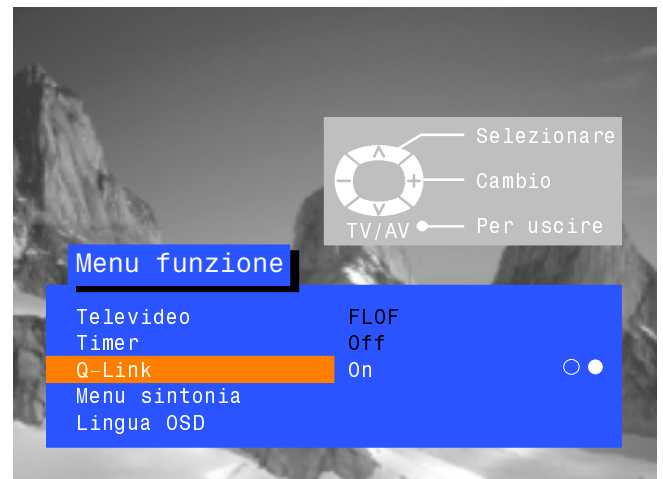 Selezionare
Cambio
TV/AV Per uscire
Menu funzione
Televideo FLOF
Timer Off
Q-Link On
Menu sintonia
Lingua OSD